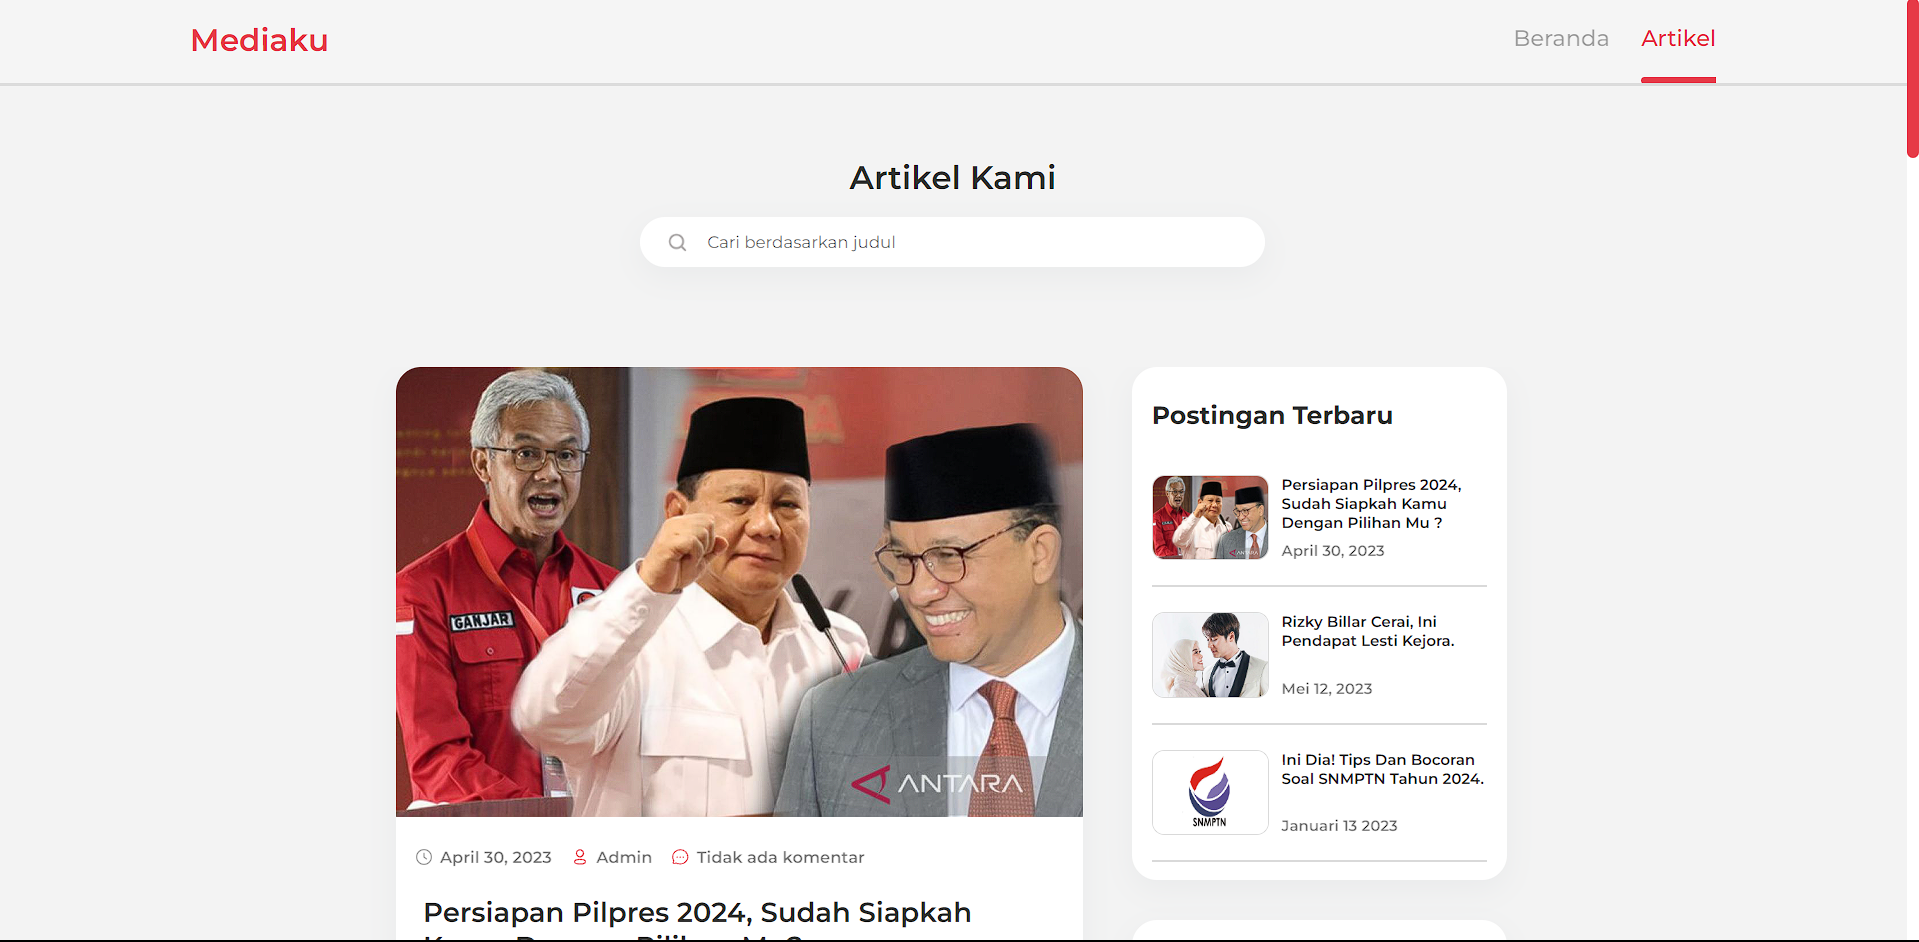 Mediaku
Beranda
Artikel
Artikel Kami
Cari berdasarkan judul
GANJAR
ANTARA
April 30, 2023
Admin
Tidak ada komentar
Persiapan Pilpres 2024, Sudah Siapkah
Postingan Terbaru
Persiapan Pilpres 2024,
Sudah Siapkah Kamu
Dengan Pilihan Mu ?
April 30, 2023
Rizky Billar Cerai, Ini
Pendapat Lesti Kejora.
Mei 12, 2023
SNMPTN
Ini Dia! Tips Dan Bocoran
Soal SNMPTN Tahun 2024.
Januari 13 2023